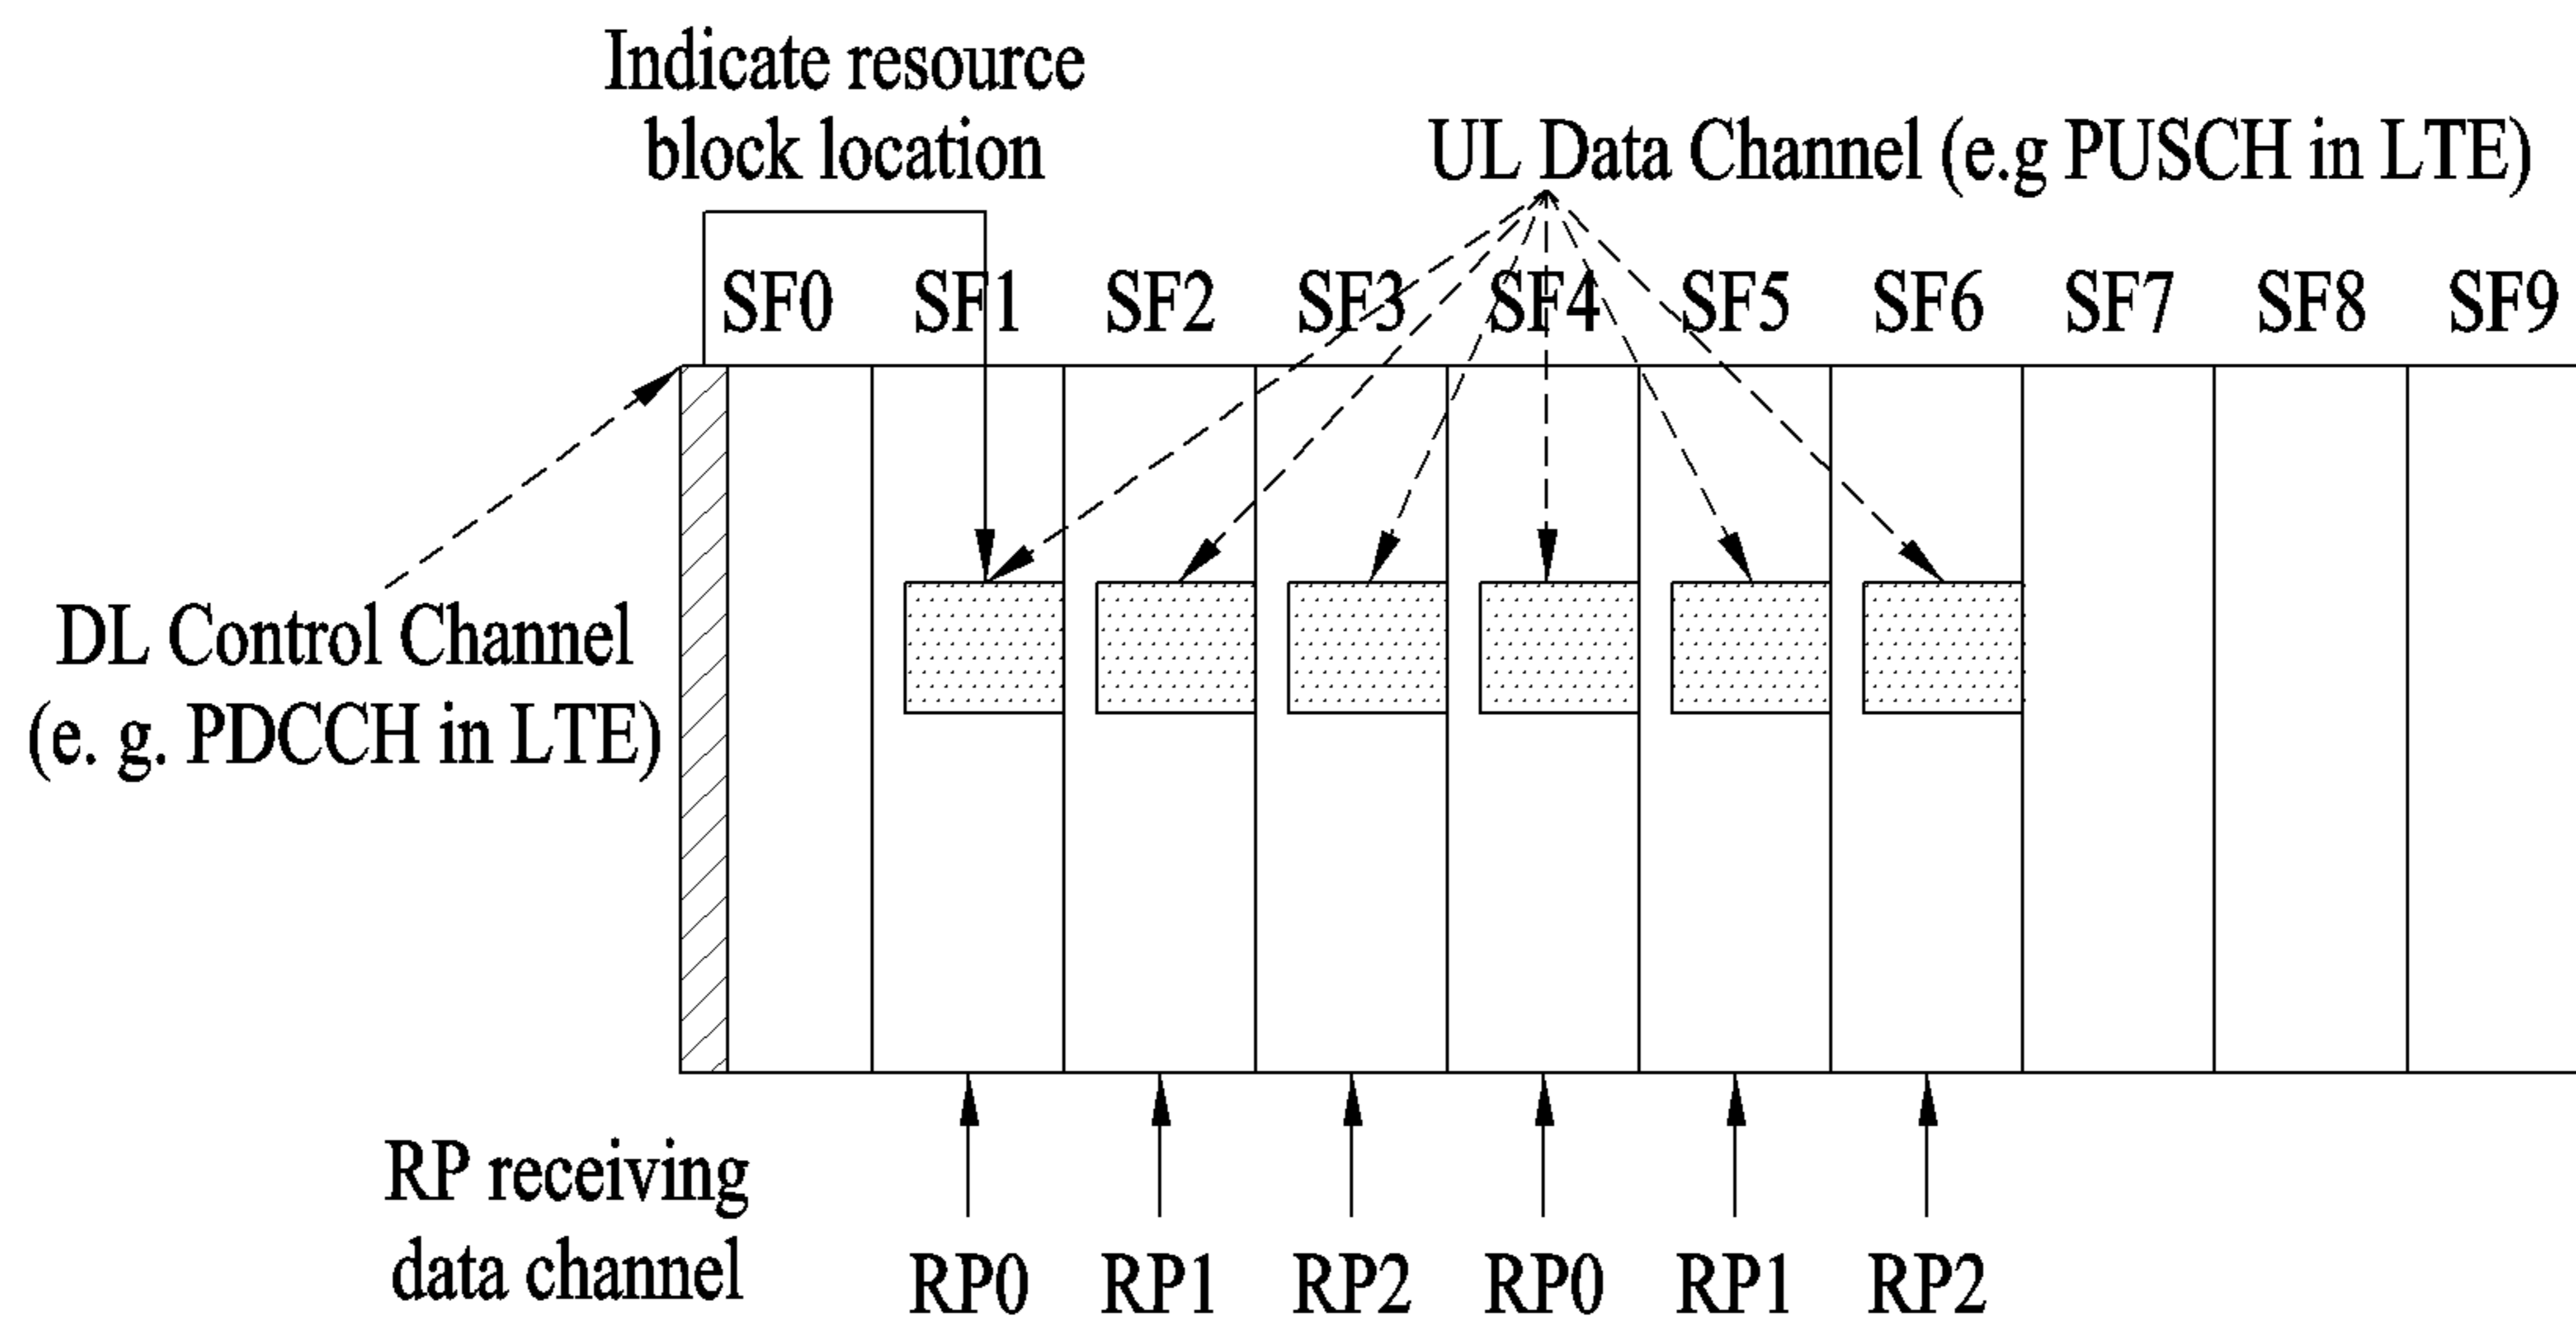 Indicate resource
block location
UL Data Channel (e.g PUSCH in LTE)
SF0 SF1 SF2 SF3 SF4 SF5 SF6 SF7 SF8 SF9
DL Control Channel
(e. g. PDCCH in LTE)
RP receiving
data channel
RP0 RP1 RP2 RP0 RP1 RP2